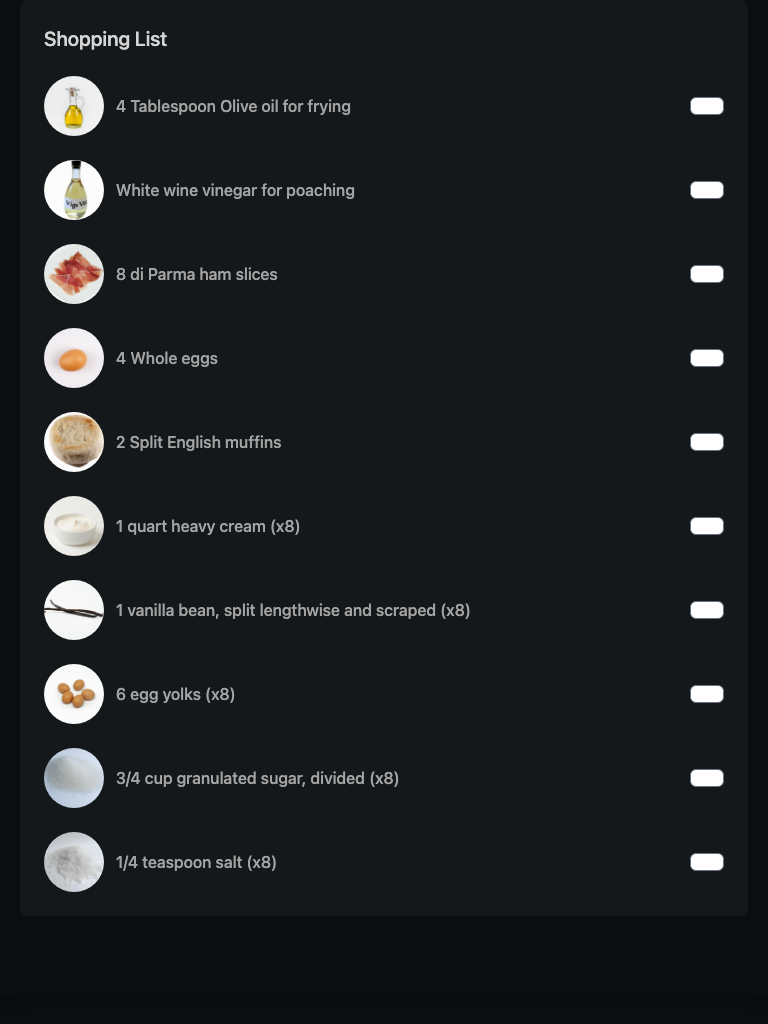 Shopping List
4 Tablespoon Olive oil for frying
White wine vinegar for poaching
8 di Parma ham slices
4 Whole eggs
2 Split English muffins
1 quart heavy cream (x8)
1 vanilla bean, split lengthwise and scraped (x8)
6 egg yolks (x8)
3/4 cup granulated sugar, divided (x8)
1/4 teaspoon salt (x8)